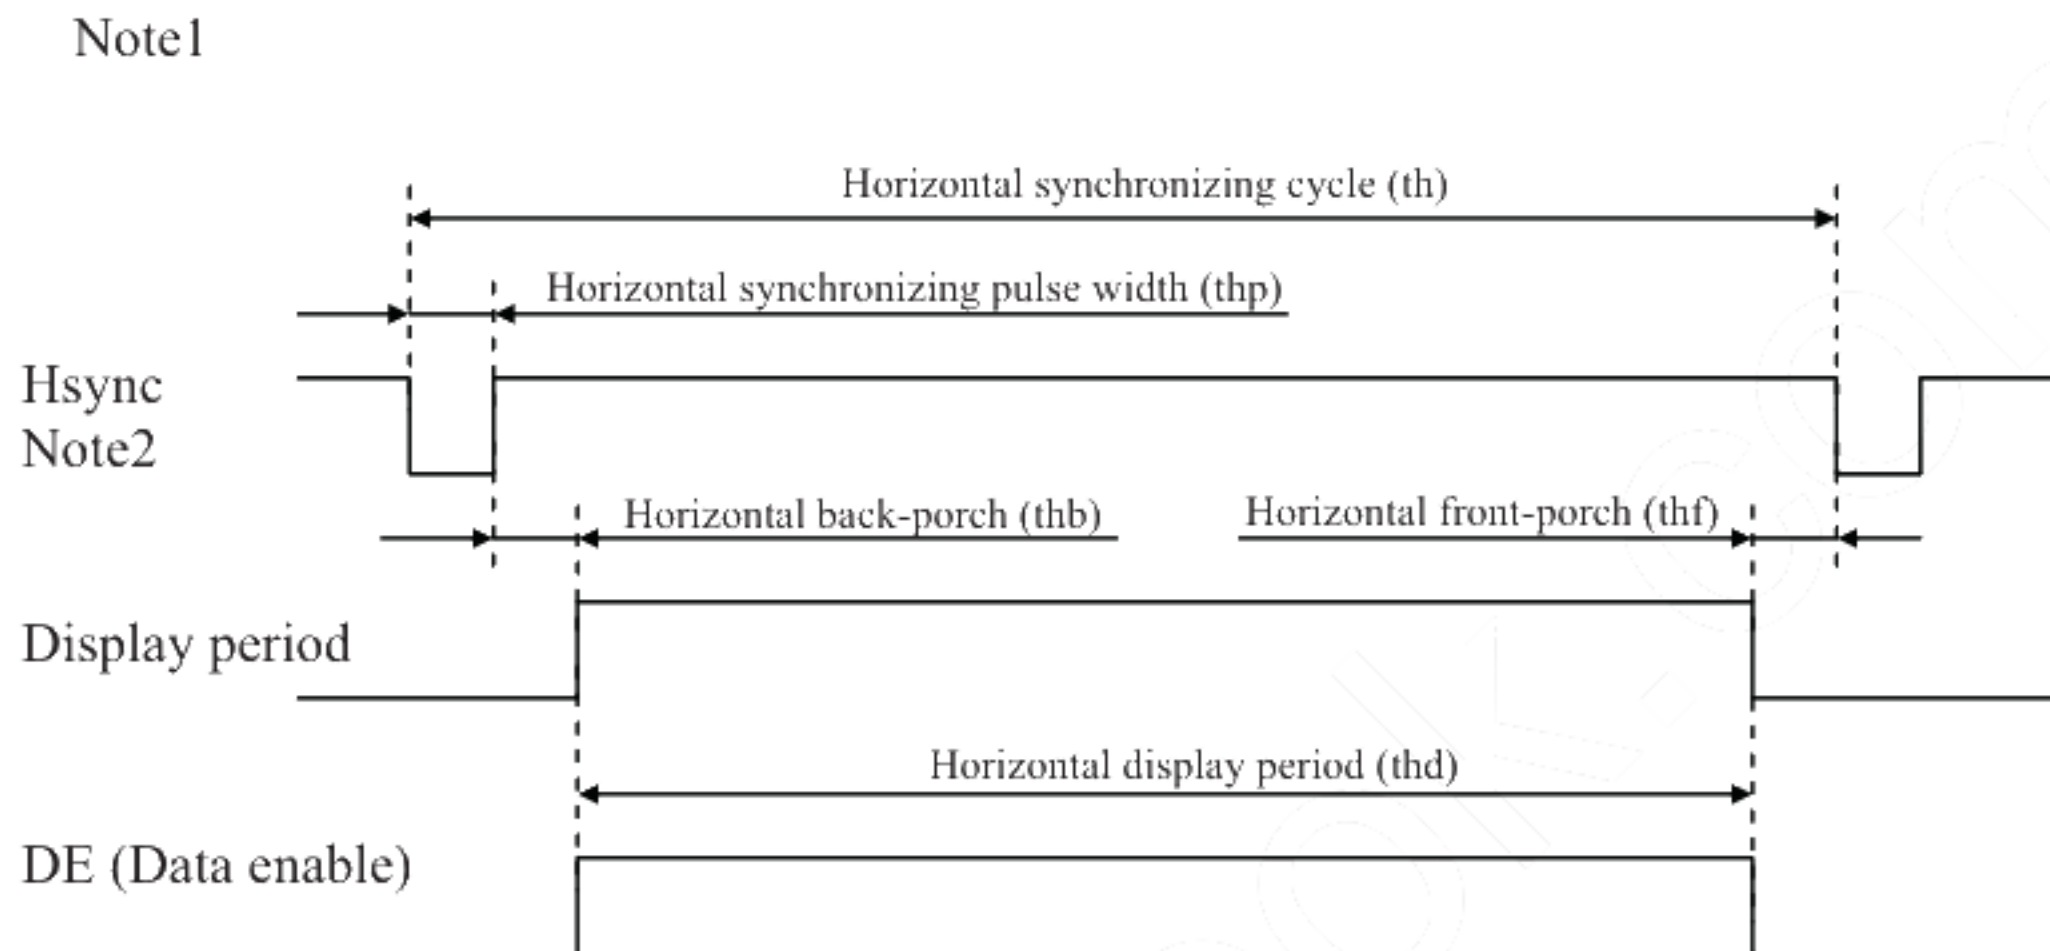 Note1
Horizontal synchronizing cycle (th)
Horizontal synchronizing pulse width (thp)
Hsync
Note2
Horizontal back-porch (thb)
Horizontal front-porch (thf)
Display period
Horizontal display period (thd)
DE (Data enable)